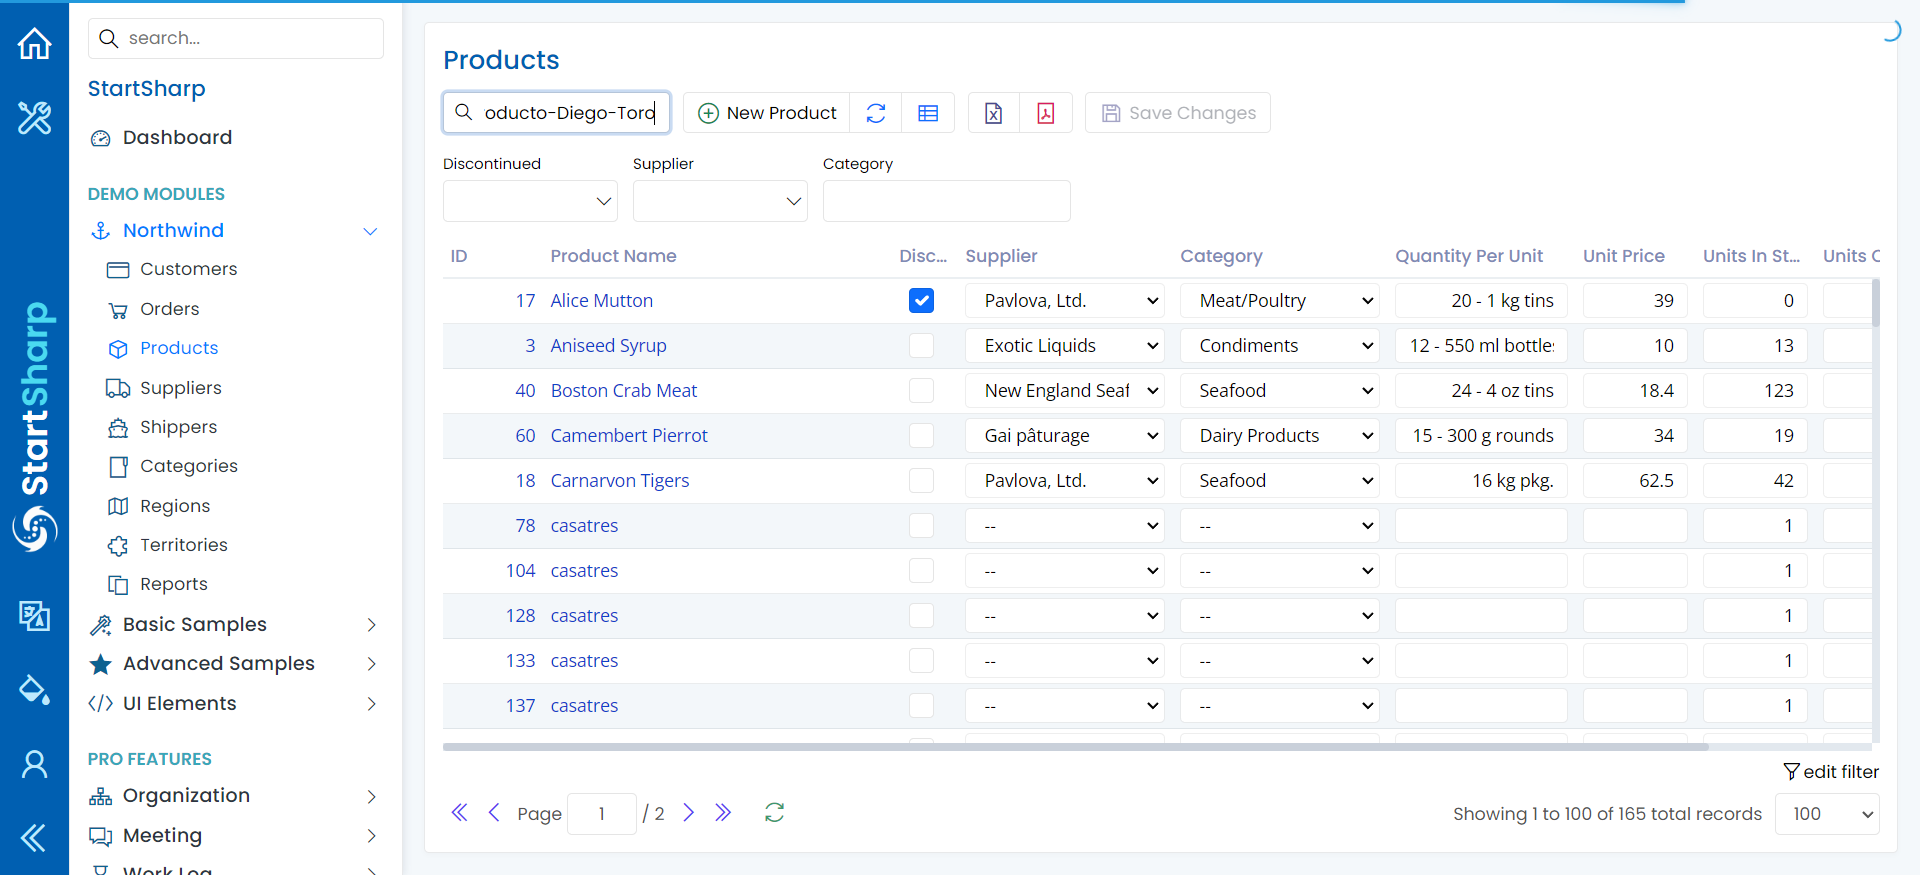 search...
StartSharp
Dashboard
DEMO MODULES
Northwind
Customers
Orders
Products
Suppliers
Shippers
Categories
Regions
Territories
Reports
Basic Samples
Advanced Samples
UI Elements
PRO FEATURES
Organization
Meeting
Work Log
StartSharp
Products
oducto-Diego-Toro
New Product
Save Changes
Discontinued Supplier Category
ID Product Name Disc... Supplier Category Quantity Per Unit Unit Price Units In St... Units O
17 Alice Mutton Pavlova, Ltd. Meat/Poultry 20 - 1 kg tins 39 0
3 Aniseed Syrup Exotic Liquids Condiments 12 - 550 ml bottles 10 13
40 Boston Crab Meat New England Seaf Seafood 24 - 4 oz tins 18.4 123
60 Camembert Pierrot Gai pâturage Dairy Products 15 - 300 g rounds 34 19
18 Carnarvon Tigers Pavlova, Ltd. Seafood 16 kg pkg. 62.5 42
78 casatres -- -- 1
104 casatres -- -- 1
128 casatres -- -- 1
133 casatres -- -- 1
137 casatres -- -- 1
edit filter
Page 1 / 2
Showing 1 to 100 of 165 total records 100